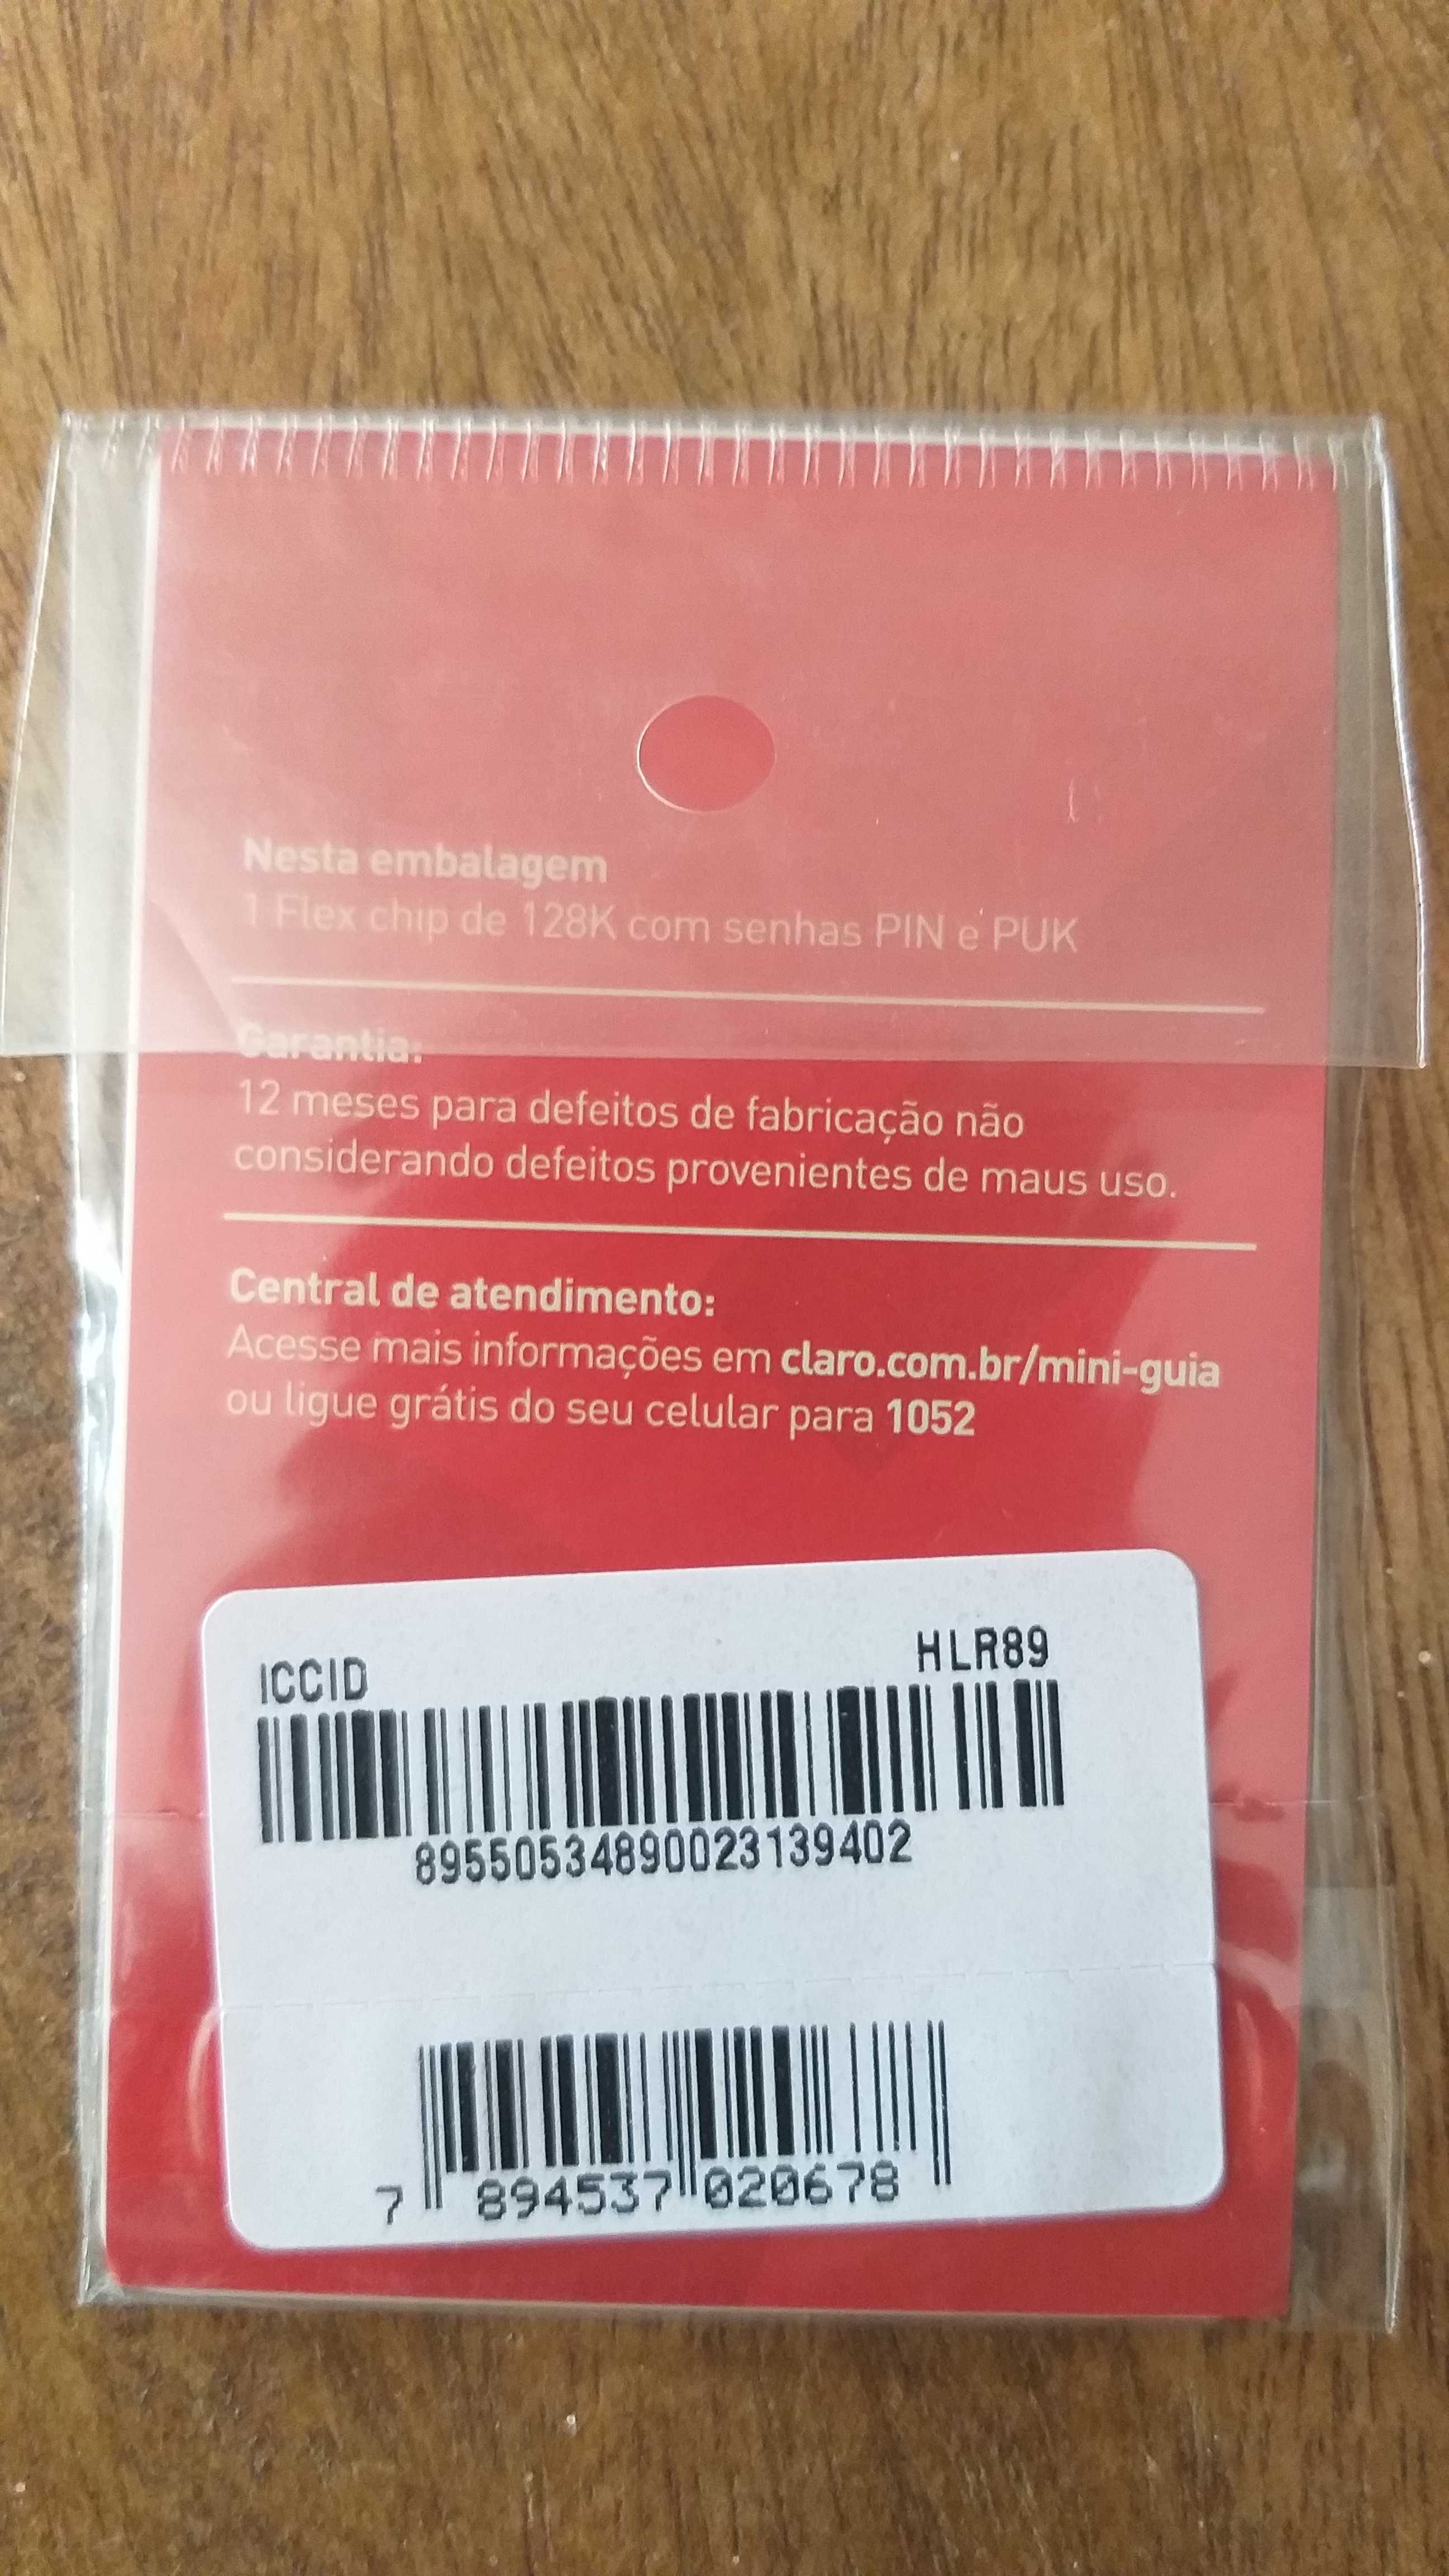 Nesta embalagem
1 Flex chip de 128K com senhas PIN e PUK
Garantia:
12 meses para defeitos de fabricação não
considerando defeitos provenientes de maus uso.
Central de atendimento:
Acesse mais informações em claro.com.br/mini-guia
ou ligue grátis do seu celular para 1052
ICCID HLR89
89550534890023139402
7 894537 020678